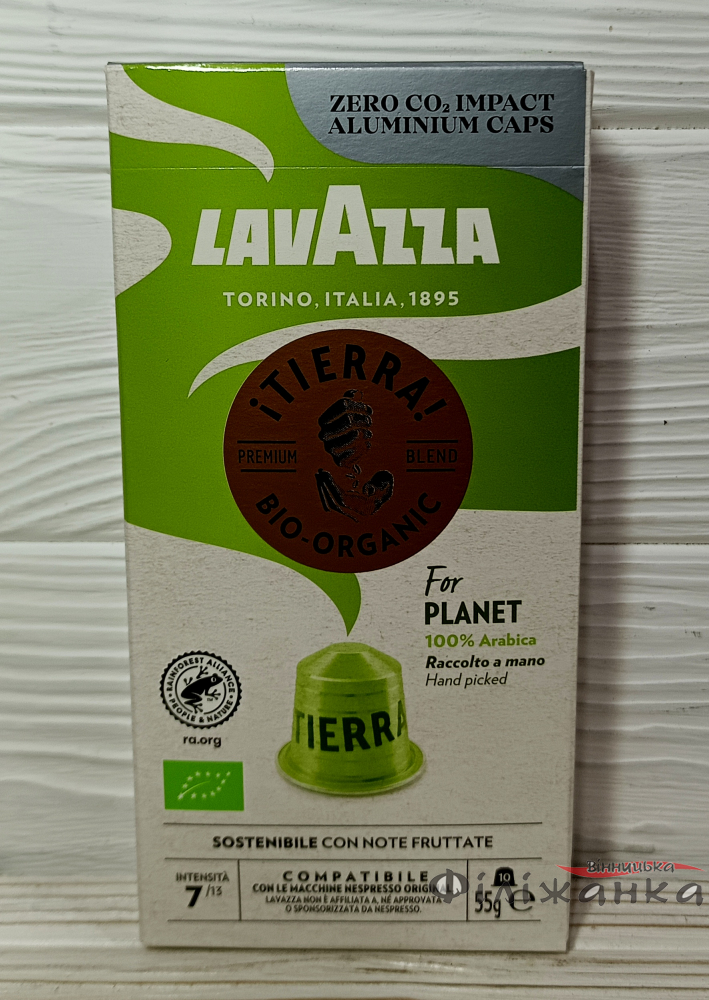 ZERO CO₂ IMPACT
ALUMINIUM CAPS
LAVAZZA
TORINO, ITALIA, 1895
¡TIERRA!
PREMIUM BLEND
BIO-ORGANIC
For
PLANET
100% Arabica
Raccolto a mano
Hand picked
RAINFOREST ALLIANCE
PEOPLE & NATURE
ra.org
TIERRA
SOSTENIBILE CON NOTE FRUTTATE
INTENSITÀ
7/13
COMPATIBILE
CON LE MACCHINE NESPRESSO ORIGINAL
LAVAZZA NON È AFFILIATA A, NÉ APPROVATA
O SPONSORIZZATA DA NESPRESSO.
10
55g e
Вінницька
Філіжанка